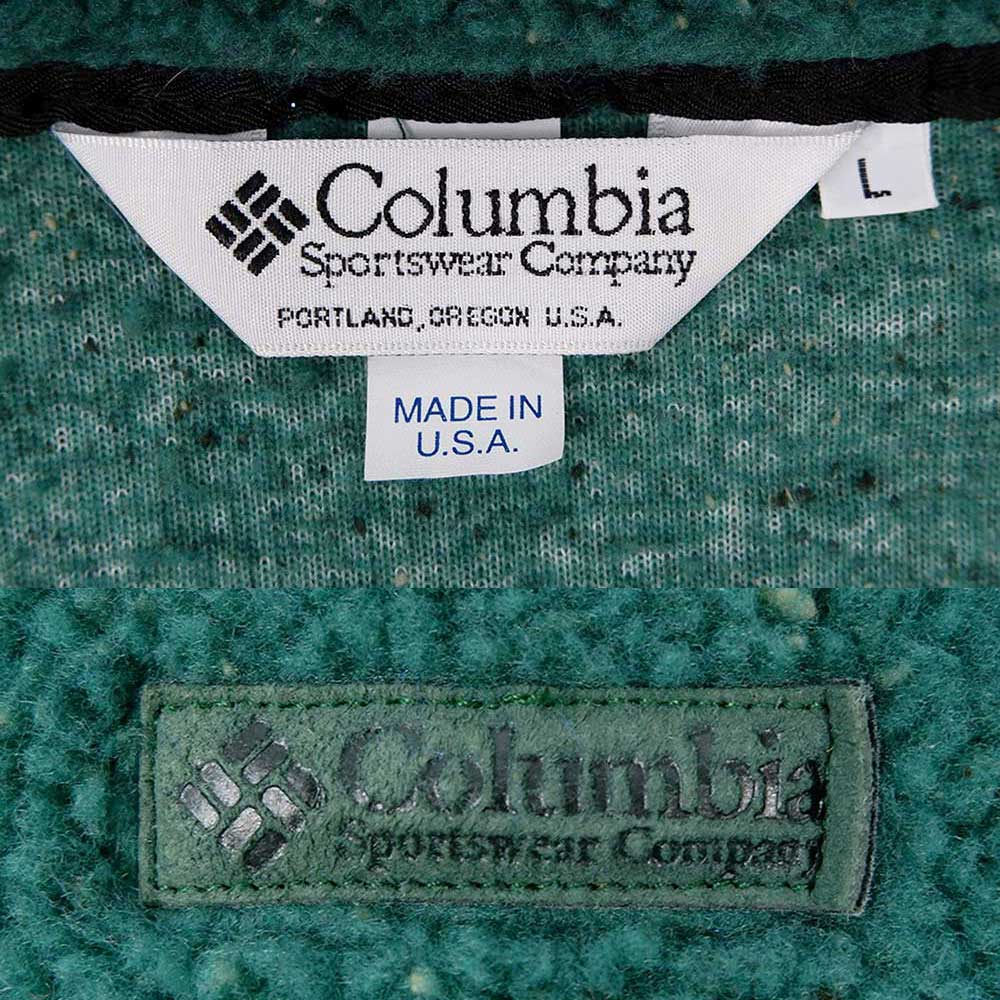 Columbia
Sportswear Company
PORTLAND, OREGON U.S.A.
L
MADE IN
U.S.A.
Columbia
Sportswear Company